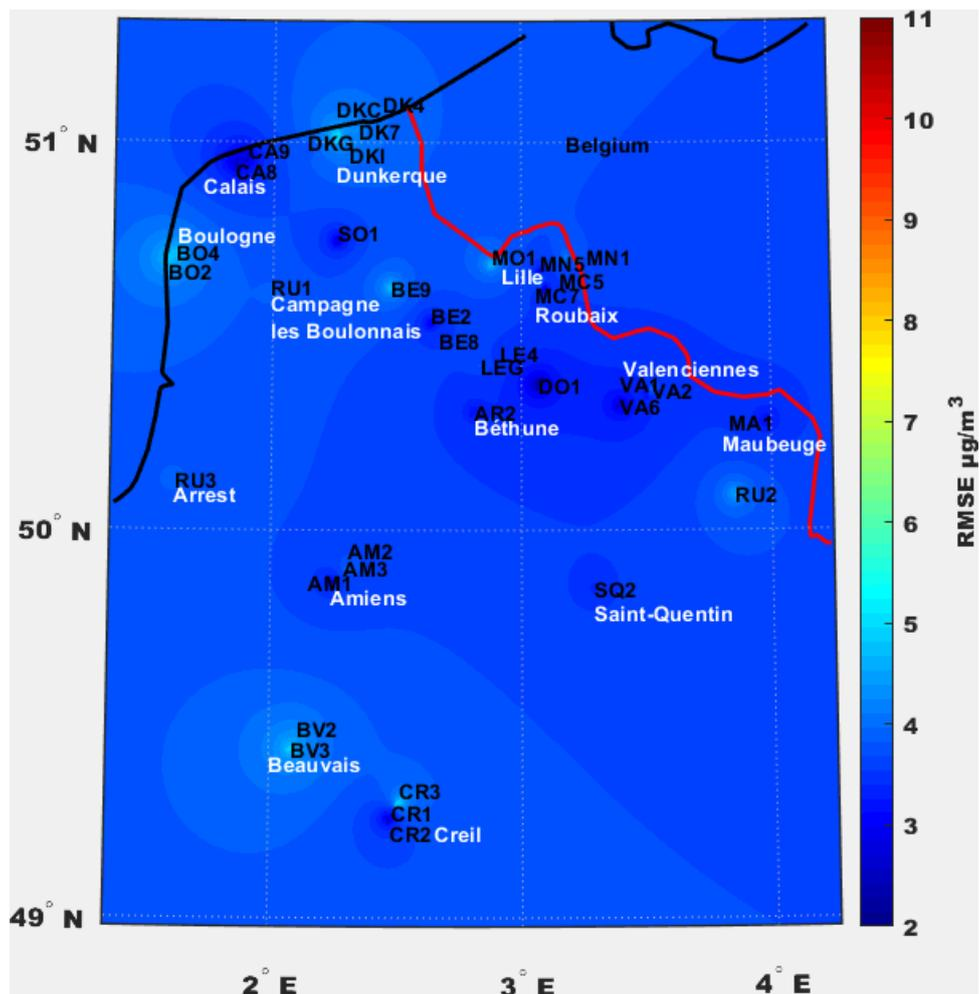 11
DKC DK4
51° N
DK7
10
DKG
Belgium
CA9
DKI
CA8
Dunkerque
Calais
9
Boulogne
SO1
BO4
MO1 MN5 MN1
BO2
Lille MC5
RU1
BE9
MC7
Campagne
Roubaix
8
les Boulonnais
BE2
BE8
LE4
LEG
Valenciennes
DO1
VA1 VA2
VA6
7
AR2
MA1
Béthune
Maubeuge
RMSE µg/m³
RU3
Arrest
RU2
50° N
6
AM2
AM3
AM1
SQ2
Amiens
Saint-Quentin
5
BV2
4
BV3
Beauvais
CR3
CR1
3
CR2 Creil
49° N
2
2° E
3° E
4° E